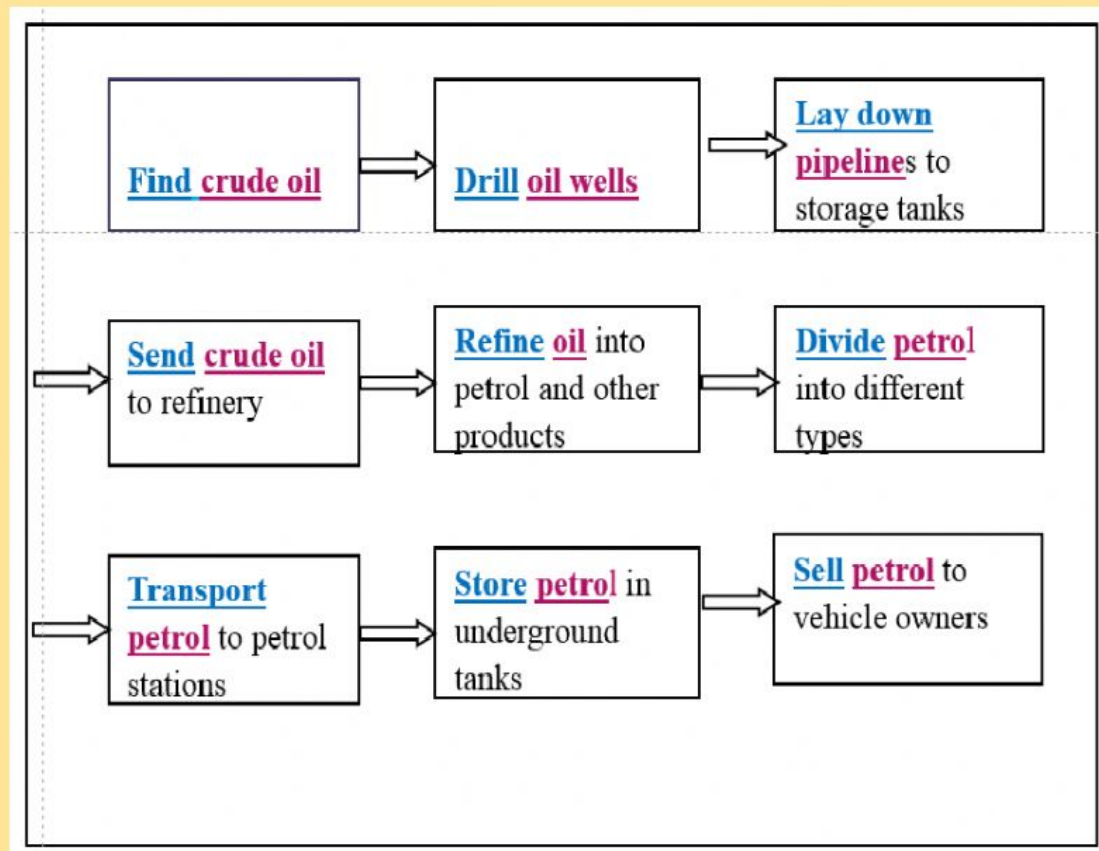 Find crude oil
Drill oil wells
Lay down
pipelines to
storage tanks
Send crude oil
to refinery
Refine oil into
petrol and other
products
Divide petrol
into different
types
Transport
petrol to petrol
stations
Store petrol in
underground
tanks
Sell petrol to
vehicle owners